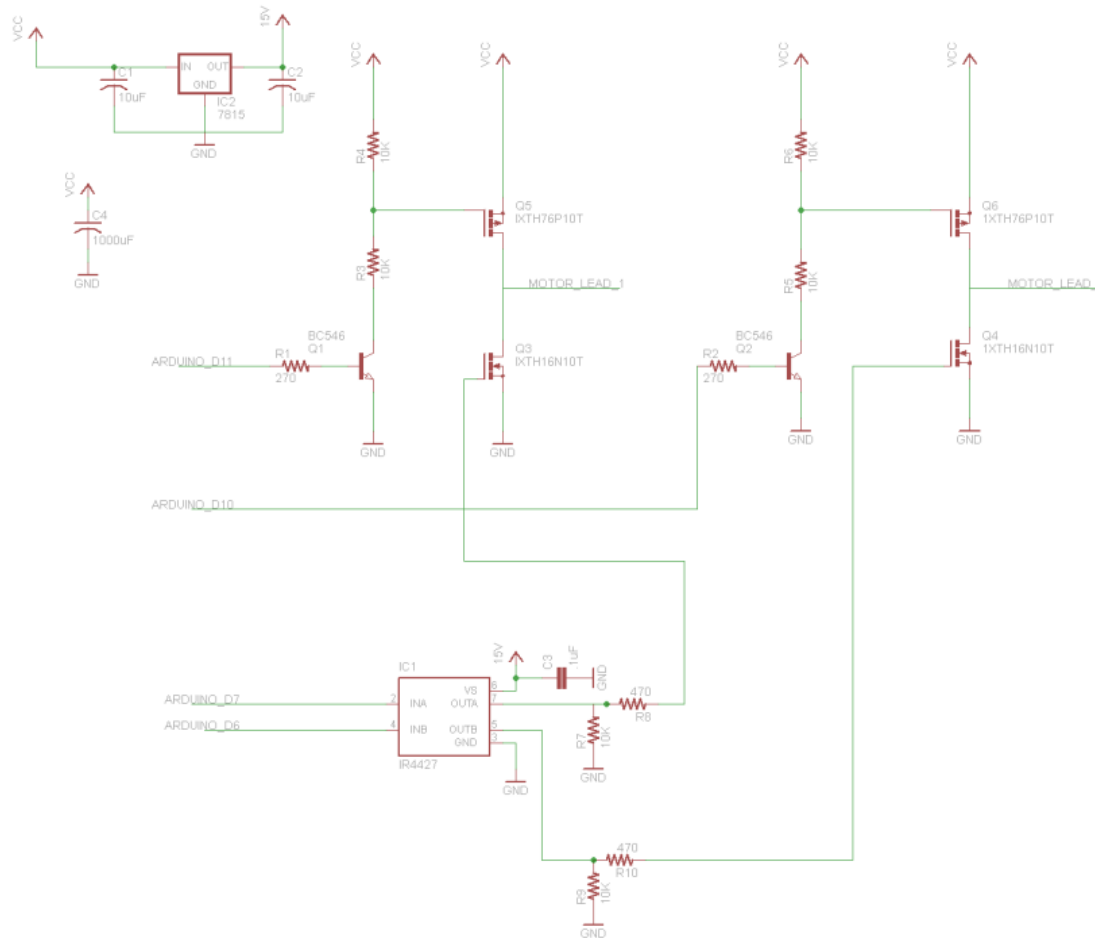 VCC
15V
C1
10uF
IN
OUT
GND
IC2
7815
C2
10uF
GND
VCC
C4
1000uF
GND
VCC
R4
10K
R3
10K
VCC
Q5
IXTH76P10T
MOTOR_LEAD_1
Q3
IXTH16N10T
GND
BC546
Q1
ARDUINO_D11
R1
270
GND
VCC
R6
10K
R5
10K
VCC
Q6
1XTH76P10T
MOTOR_LEAD_
Q4
1XTH16N10T
GND
BC546
Q2
R2
270
GND
ARDUINO_D10
15V
C3
.1uF
GND
IC1
VS
6
ARDUINO_D7
2
INA
OUTA
7
ARDUINO_D6
4
INB
OUTB
5
GND
3
IR4427
GND
470
R8
R7
10K
GND
470
R10
R9
10K
GND